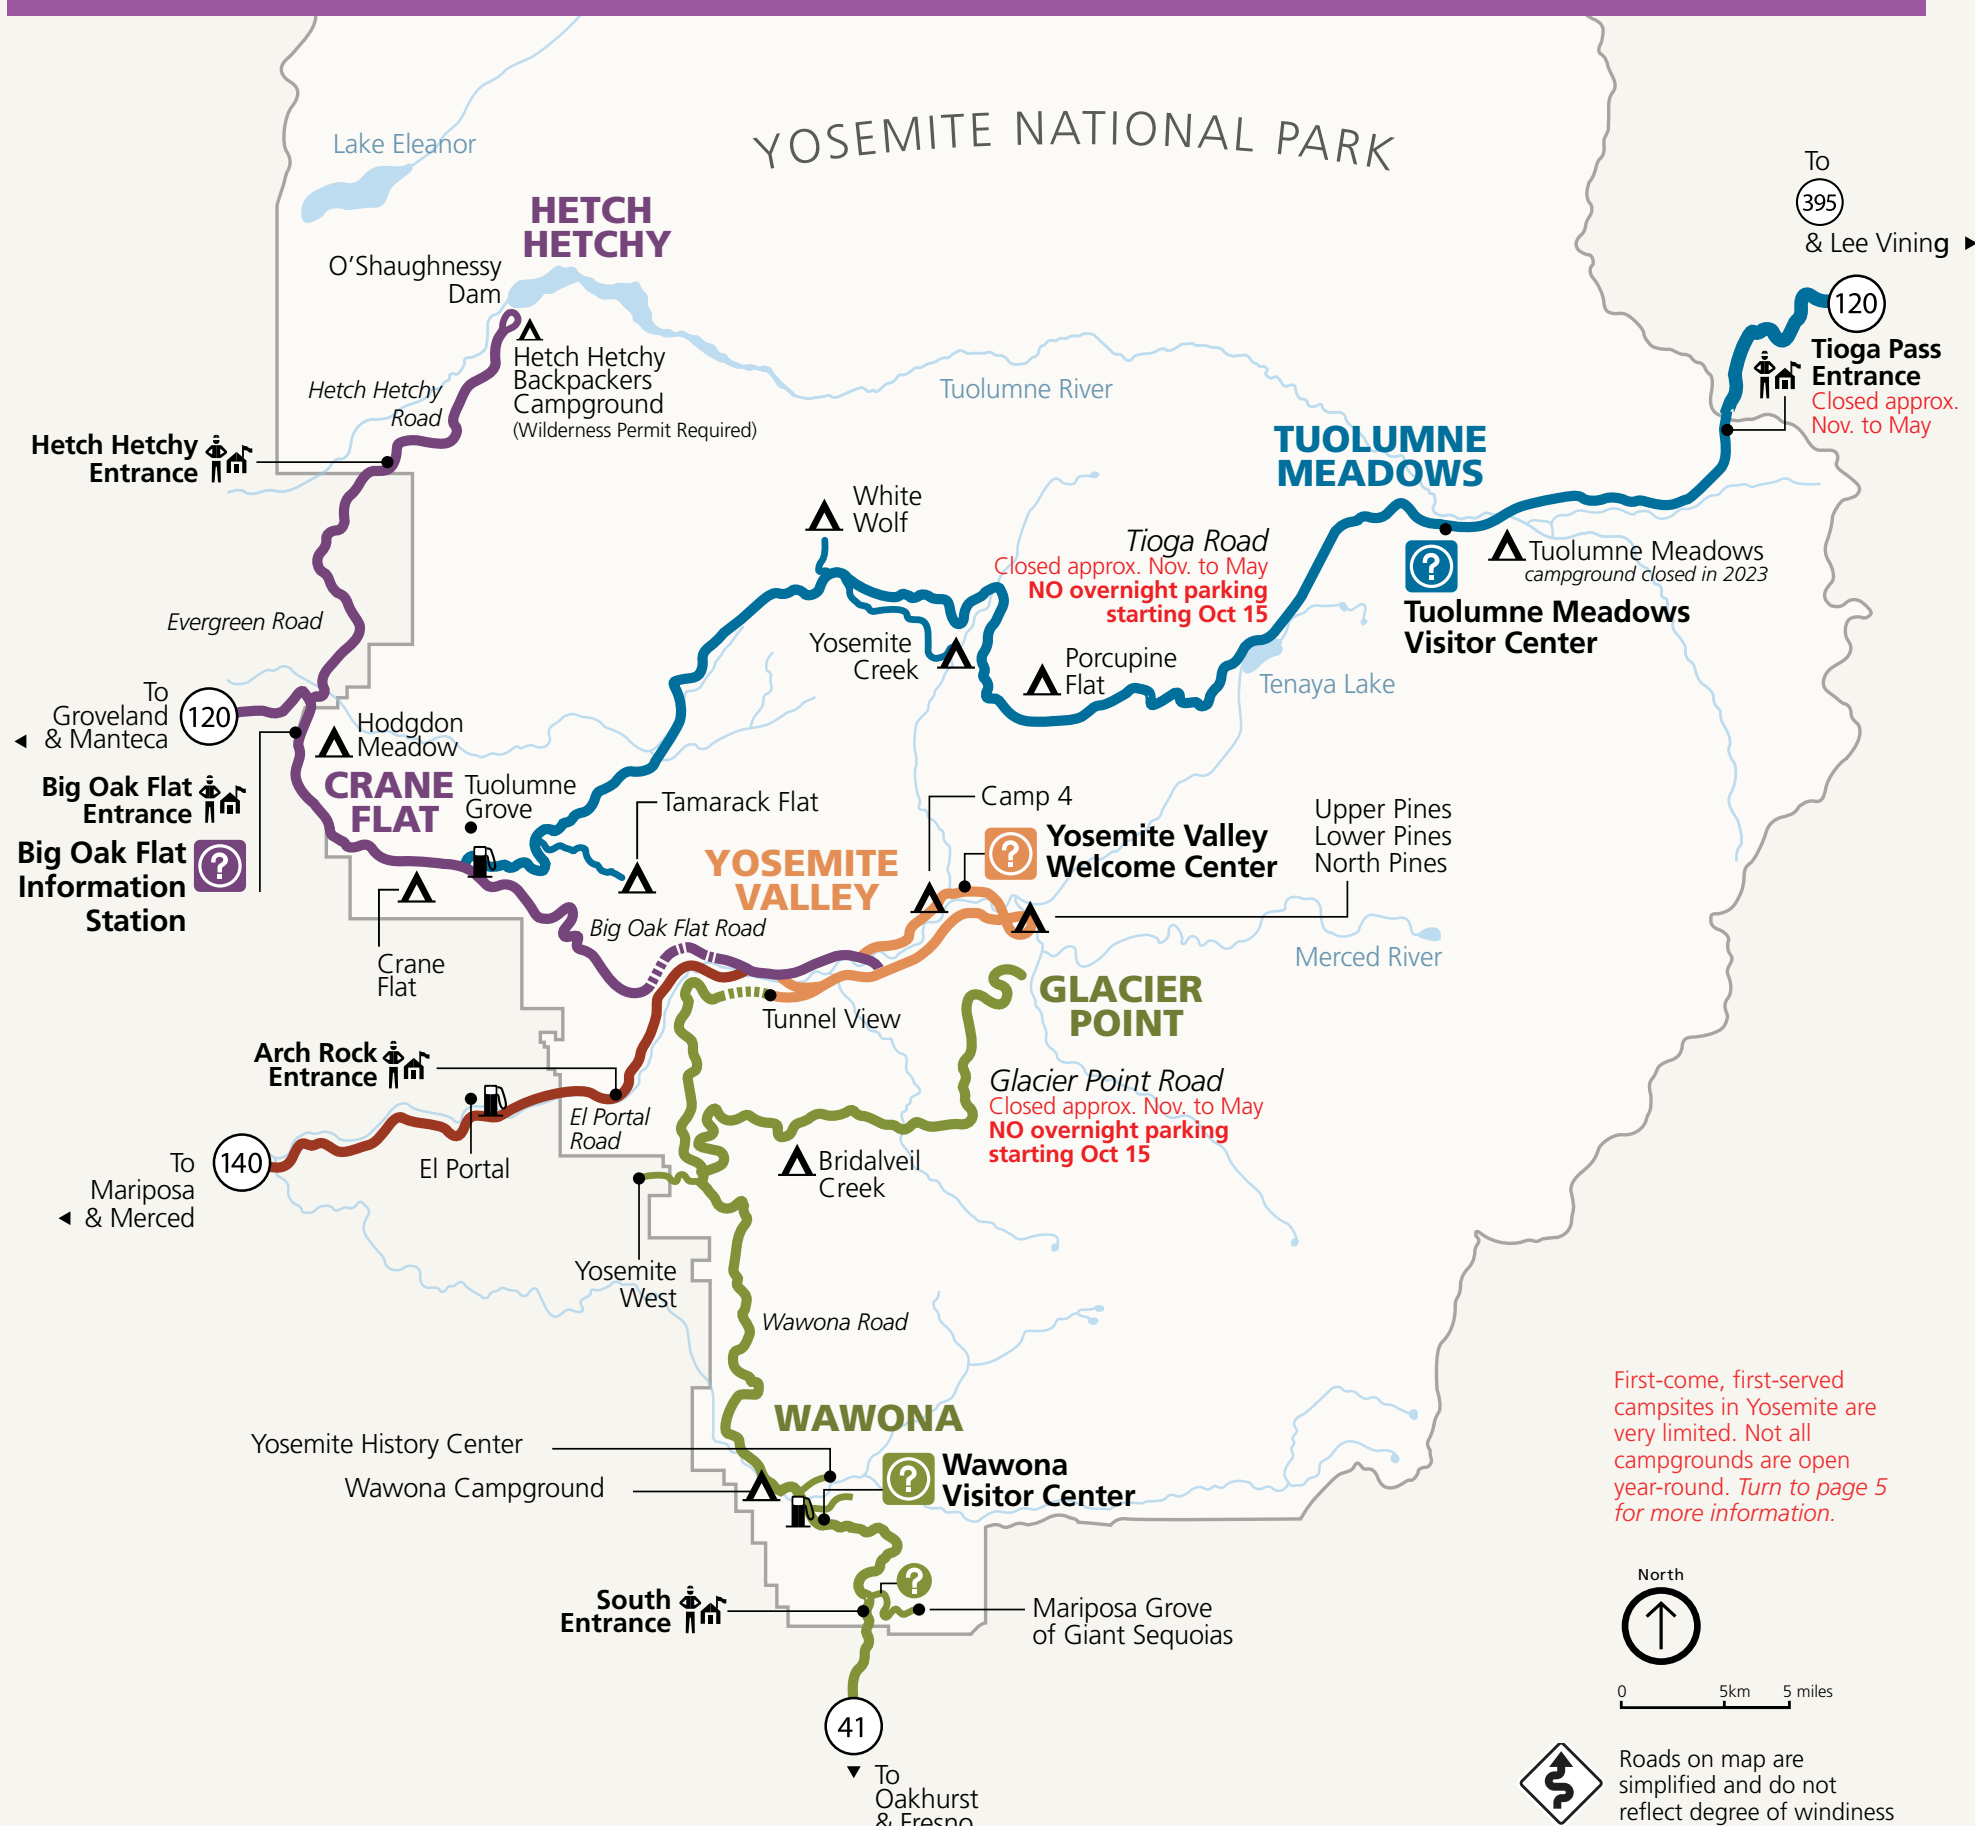 YOSEMITE NATIONAL PARK
Lake Eleanor
HETCH
HETCHY
O'Shaughnessy
Dam
To
395
& Lee Vining
120
Tioga Pass
Entrance
Closed approx.
Nov. to May
Hetch Hetchy
Backpackers
Campground
(Wilderness Permit Required)
Hetch Hetchy
Road
Tuolumne River
Hetch Hetchy
Entrance
TUOLUMNE
MEADOWS
White
Wolf
Tioga Road
Closed approx. Nov. to May
NO overnight parking
starting Oct 15
?
Tuolumne Meadows
campground closed in 2023
Tuolumne Meadows
Visitor Center
Evergreen Road
Yosemite
Creek
Porcupine
Flat
Tenaya Lake
To
Groveland
& Manteca
120
Hodgdon
Meadow
Big Oak Flat
Entrance
CRANE
FLAT
Tuolumne
Grove
Tamarack Flat
Camp 4
Upper Pines
Lower Pines
North Pines
Big Oak Flat
Information
Station
?
YOSEMITE
VALLEY
?
Yosemite Valley
Welcome Center
Big Oak Flat Road
Merced River
Crane
Flat
GLACIER
POINT
Tunnel View
Arch Rock
Entrance
Glacier Point Road
Closed approx. Nov. to May
NO overnight parking
starting Oct 15
El Portal
Road
El Portal
140
To
Mariposa
& Merced
Bridalveil
Creek
Yosemite
West
Wawona Road
WAWONA
Yosemite History Center
Wawona Campground
?
Wawona
Visitor Center
First-come, first-served
campsites in Yosemite are
very limited. Not all
campgrounds are open
year-round. Turn to page 5
for more information.
?
South
Entrance
Mariposa Grove
of Giant Sequoias
North
0 5km 5 miles
41
To
Oakhurst
& Fresno
Roads on map are
simplified and do not
reflect degree of windiness